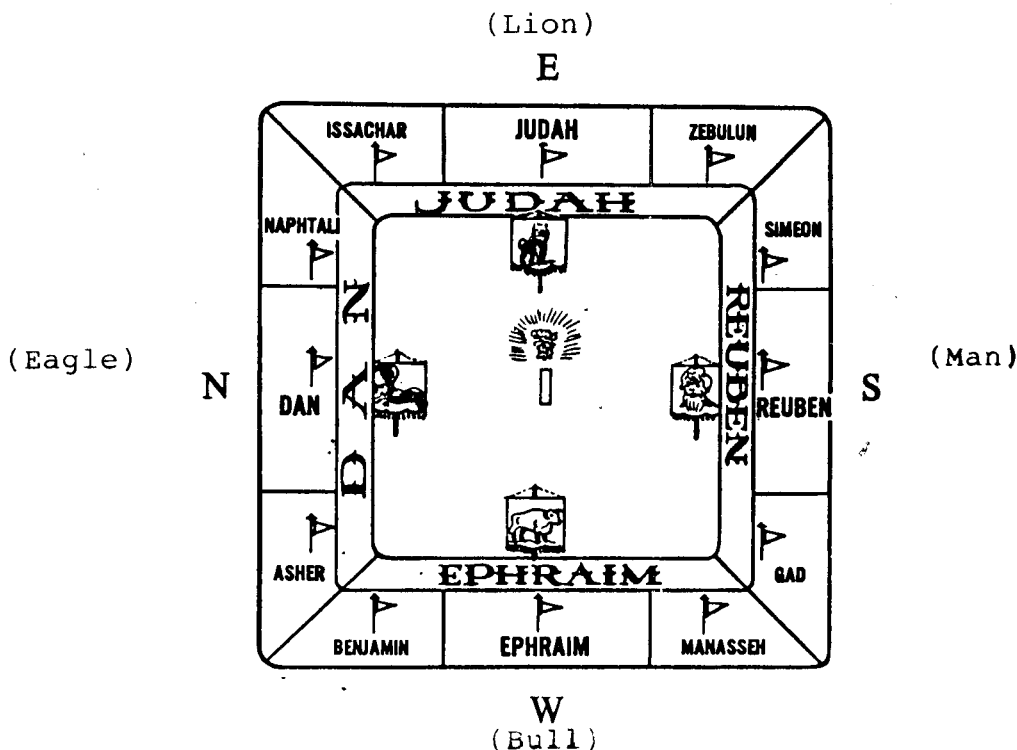 (Lion)
E
ISSACHAR JUDAH ZEBULUN
JUDAH
NAPHTALI SIMEON
(Eagle) N DAN DAN REUDEN REUBEN S (Man)
ASHER GAD
EPHRAIM
BENJAMIN EPHRAIM MANASSEH
W
(Bull)